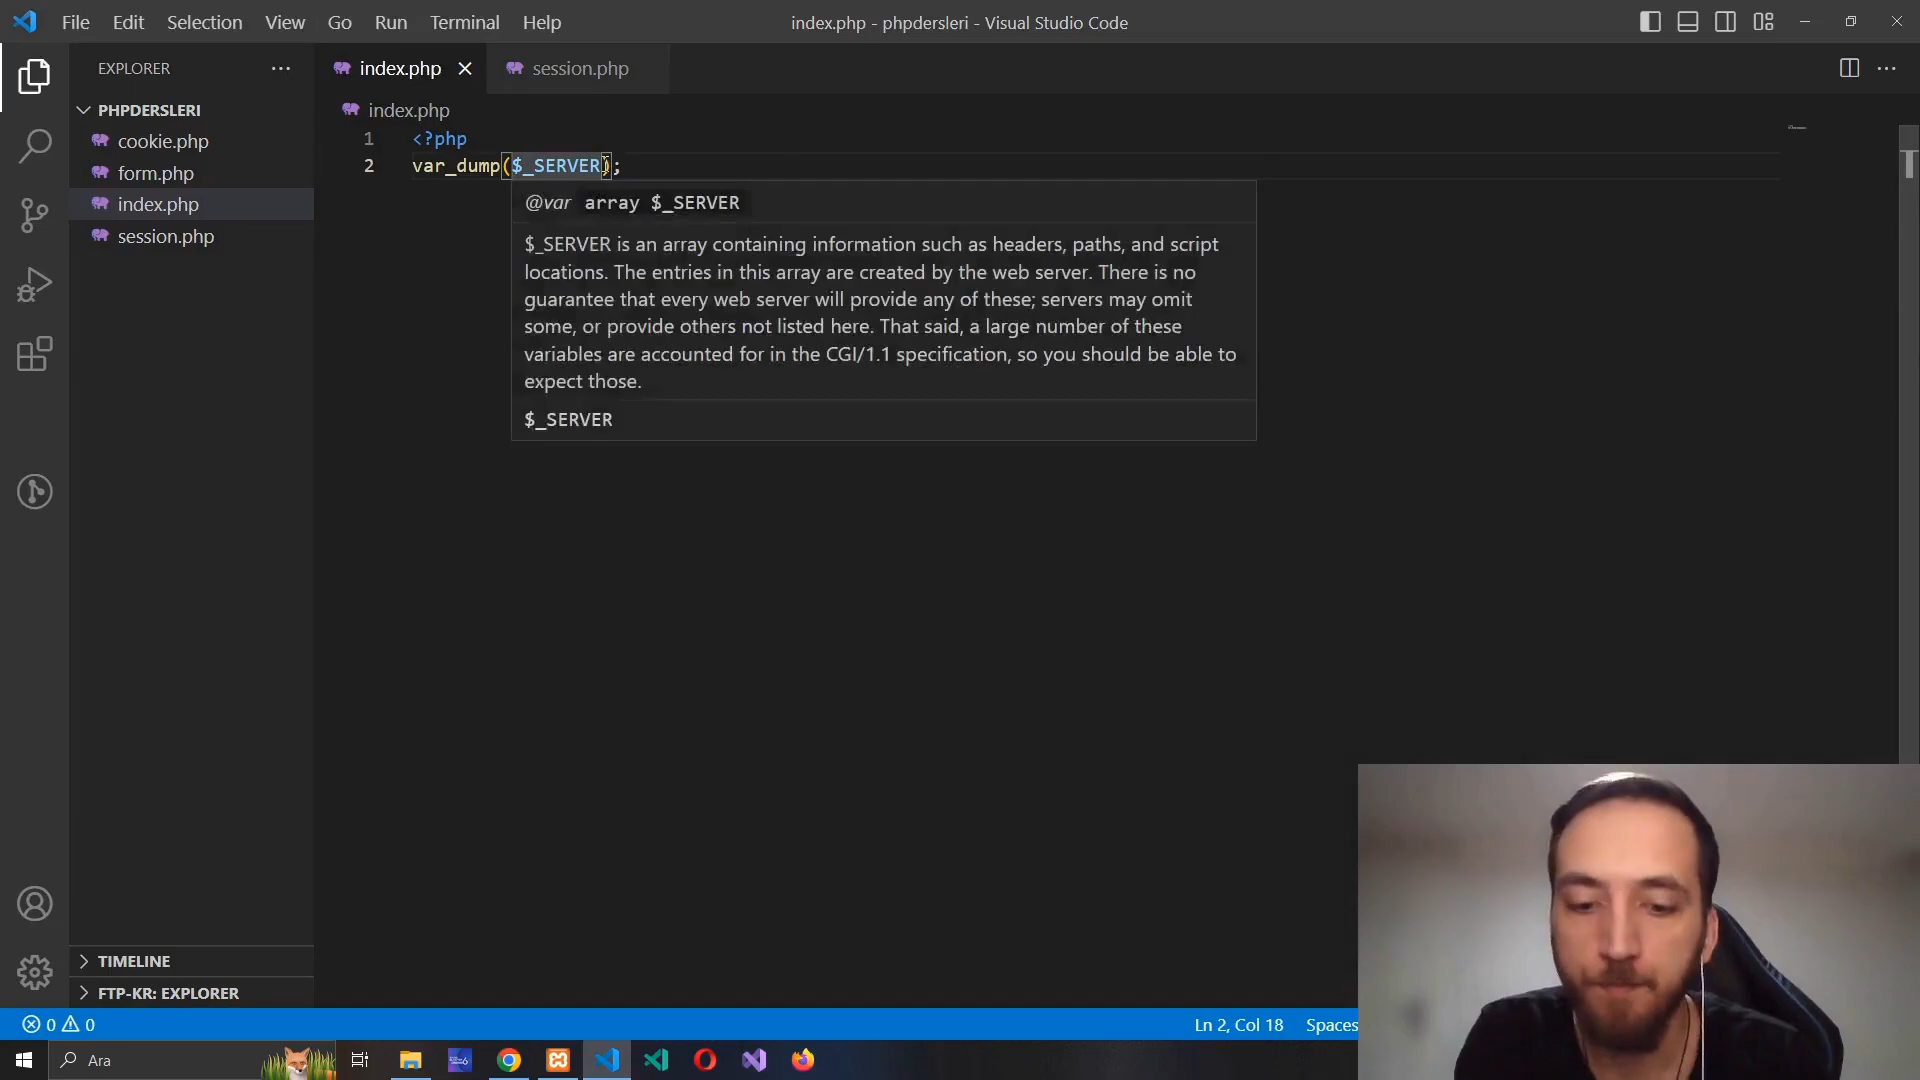 File Edit Selection View Go Run Terminal Help
index.php - phpdersleri - Visual Studio Code
EXPLORER
PHPDERSLERI
cookie.php
form.php
index.php
session.php
TIMELINE
FTP-KR: EXPLORER
index.php
session.php
index.php
1 <?php
2 var_dump($_SERVER);
@var array $_SERVER
$_SERVER is an array containing information such as headers, paths, and script
locations. The entries in this array are created by the web server. There is no
guarantee that every web server will provide any of these; servers may omit
some, or provide others not listed here. That said, a large number of these
variables are accounted for in the CGI/1.1 specification, so you should be able to
expect those.
$_SERVER
0 0
Ln 2, Col 18 Spaces
Ara